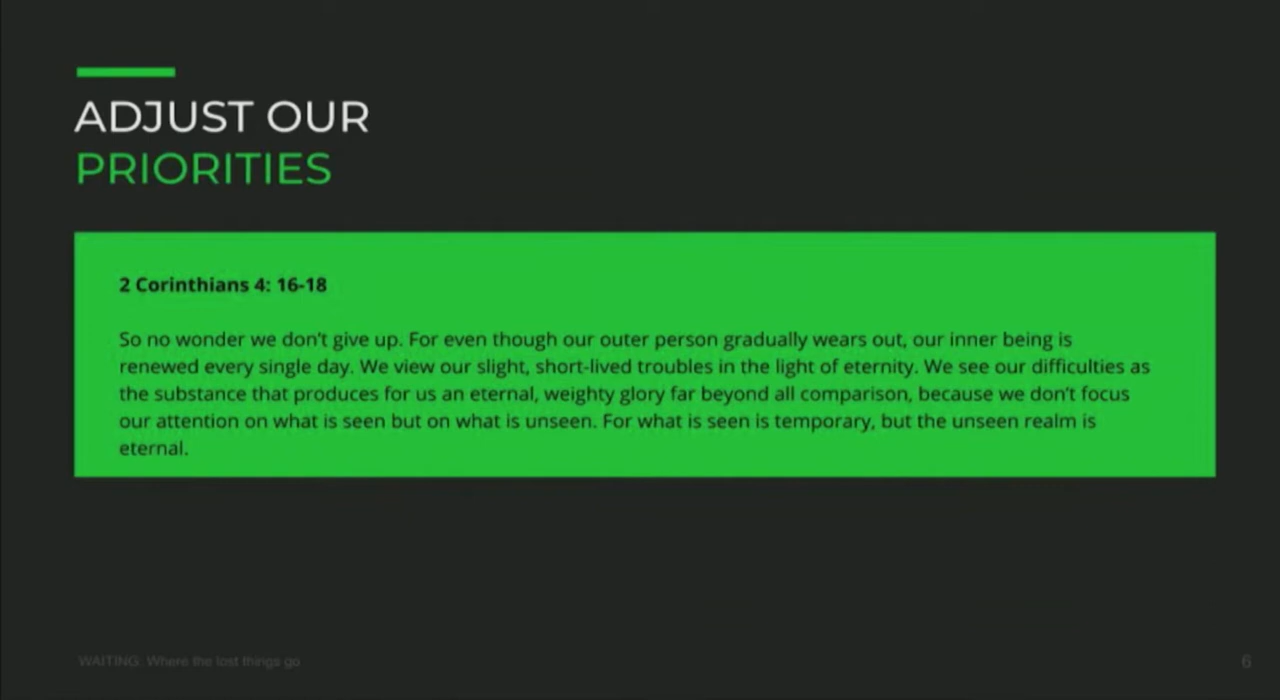 ADJUST OUR
PRIORITIES
2 Corinthians 4: 16-18
So no wonder we don't give up. For even though our outer person gradually wears out, our inner being is
renewed every single day. We view our slight, short-lived troubles in the light of eternity. We see our difficulties as
the substance that produces for us an eternal, weighty glory far beyond all comparison, because we don't focus
our attention on what is seen but on what is unseen. For what is seen is temporary, but the unseen realm is
eternal.
WAITING: Where the lost things go
6